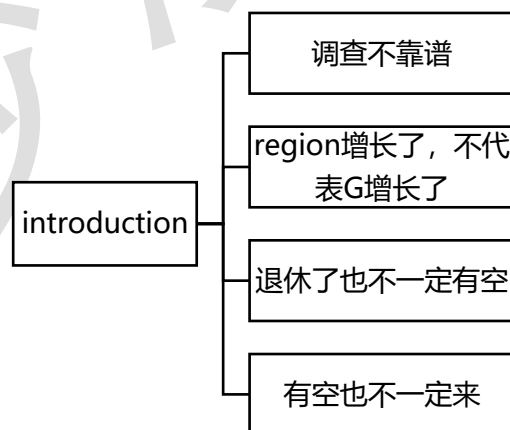 调查不靠谱
region增长了，不代
表G增长了
introduction
退休了也不一定有空
有空也不一定来